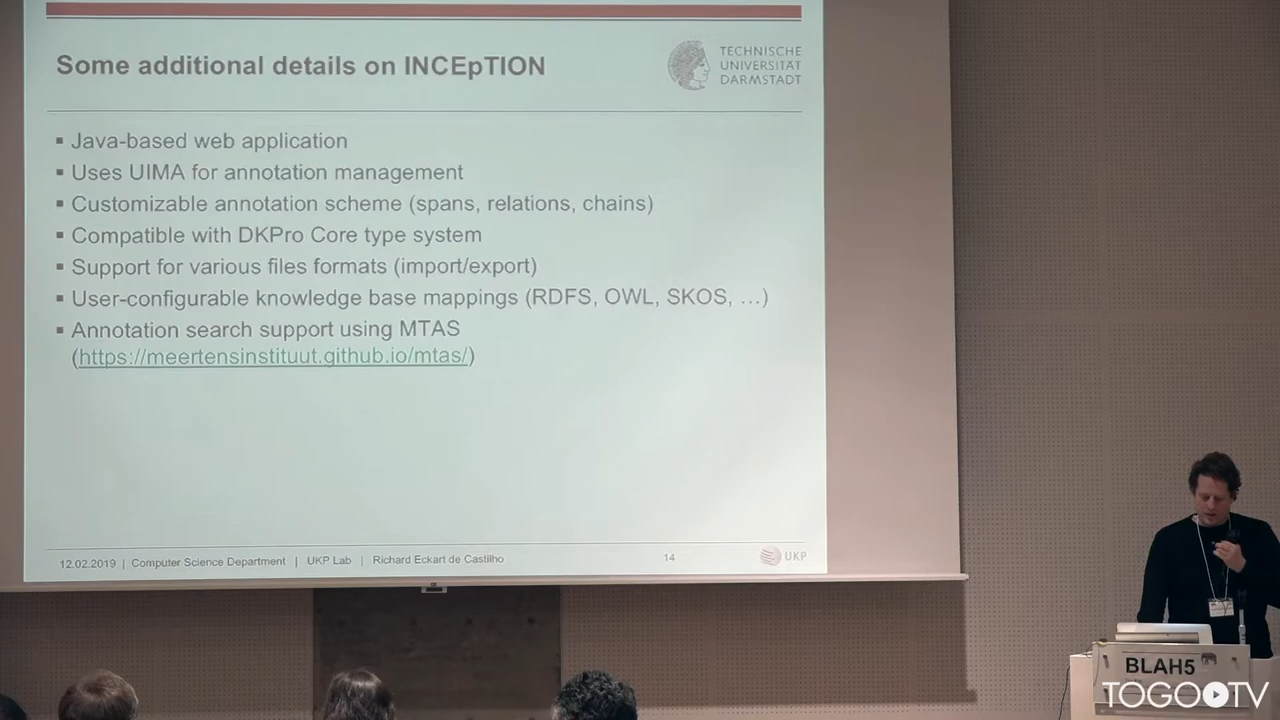 Some additional details on INCEpTION
TECHNISCHE
UNIVERSITÄT
DARMSTADT
▪ Java-based web application
▪ Uses UIMA for annotation management
▪ Customizable annotation scheme (spans, relations, chains)
▪ Compatible with DKPro Core type system
▪ Support for various files formats (import/export)
▪ User-configurable knowledge base mappings (RDFS, OWL, SKOS, …)
▪ Annotation search support using MTAS
(https://meertensinstituut.github.io/mtas/)
12.02.2019 | Computer Science Department | UKP Lab | Richard Eckart de Castilho
14
UKP
BLAH5
TOGOTV